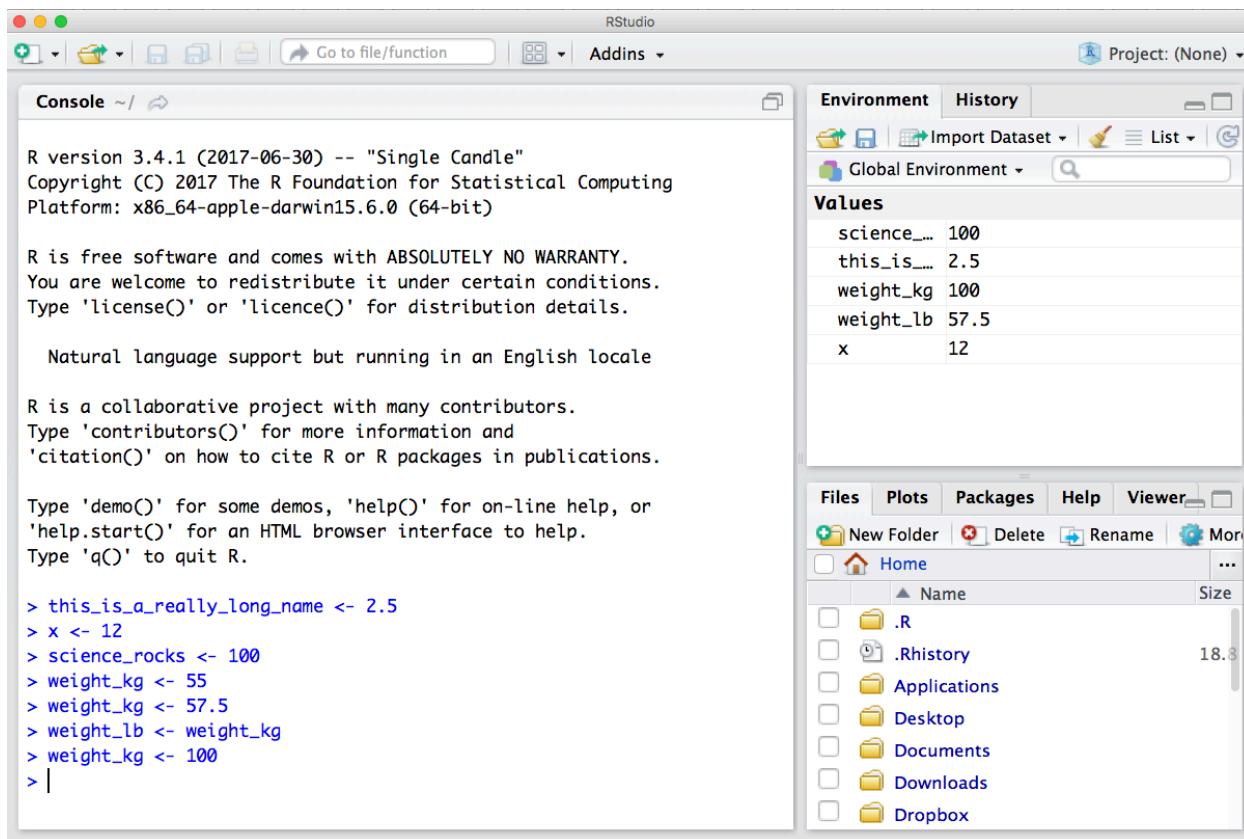 RStudio
Go to file/function
Addins
Project: (None)
Console ~/
R version 3.4.1 (2017-06-30) -- "Single Candle"
Copyright (C) 2017 The R Foundation for Statistical Computing
Platform: x86_64-apple-darwin15.6.0 (64-bit)
R is free software and comes with ABSOLUTELY NO WARRANTY.
You are welcome to redistribute it under certain conditions.
Type 'license()' or 'licence()' for distribution details.
Natural language support but running in an English locale
R is a collaborative project with many contributors.
Type 'contributors()' for more information and
'citation()' on how to cite R or R packages in publications.
Type 'demo()' for some demos, 'help()' for on-line help, or
'help.start()' for an HTML browser interface to help.
Type 'q()' to quit R.
> this_is_a_really_long_name <- 2.5
> x <- 12
> science_rocks <- 100
> weight_kg <- 55
> weight_kg <- 57.5
> weight_lb <- weight_kg
> weight_kg <- 100
>
Environment History
Import Dataset List
Global Environment
Values
science_… 100
this_is_… 2.5
weight_kg 100
weight_lb 57.5
x 12
Files Plots Packages Help Viewer
New Folder Delete Rename Mor
Home ...
Name Size
.R
.Rhistory 18.8
Applications
Desktop
Documents
Downloads
Dropbox